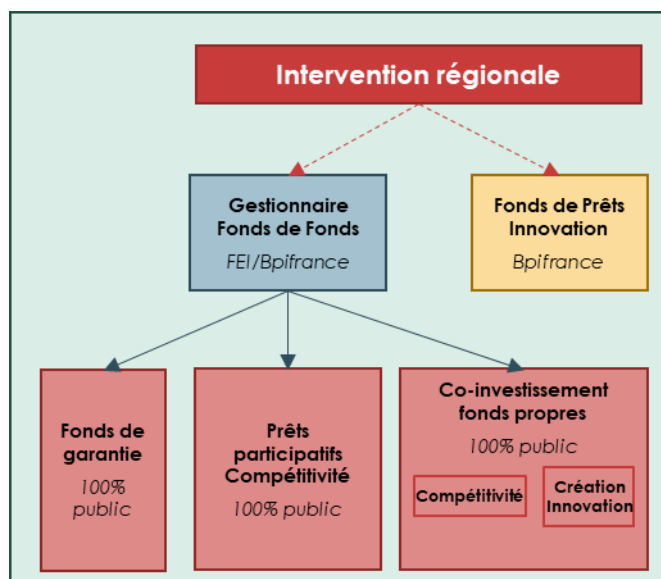 Intervention régionale
Gestionnaire
Fonds de Fonds
FEI/Bpifrance
Fonds de Prêts
Innovation
Bpifrance
Fonds de
garantie
100%
public
Prêts
participatifs
Compétitivité
100% public
Co-investissement
fonds propres
100% public
Compétitivité
Création
Innovation